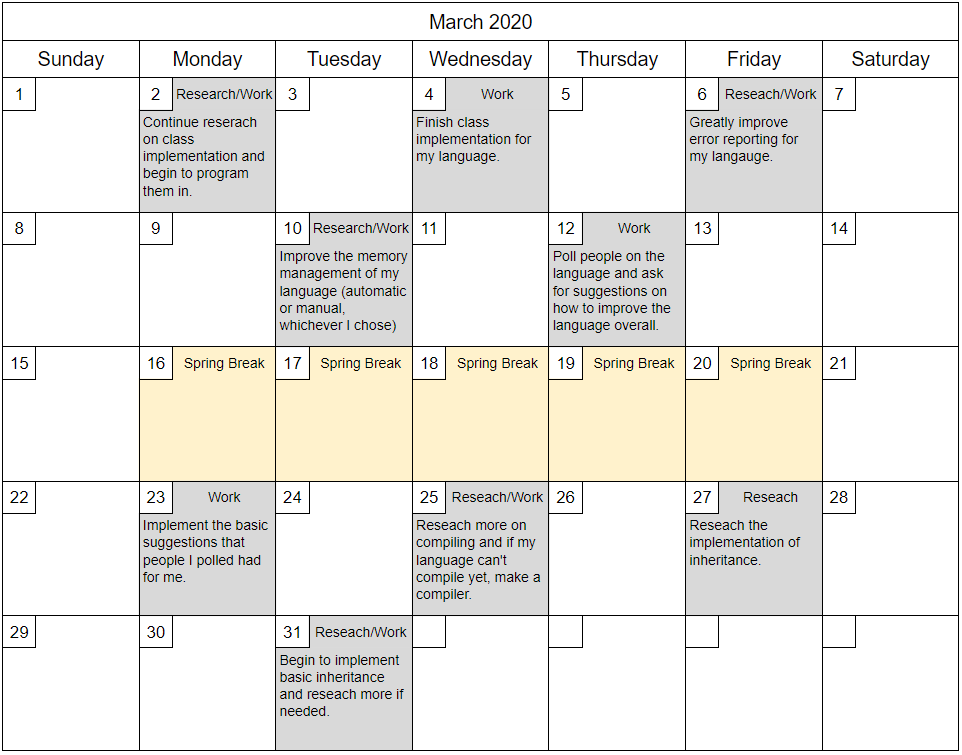 March 2020
Sunday Monday Tuesday Wednesday Thursday Friday Saturday
1
2 Research/Work
Continue reserach
on class
implementation and
begin to program
them in.
3
4 Work
Finish class
implementation for
my language.
5
6 Reseach/Work
Greatly improve
error reporting for
my langauge.
7
8
9
10 Research/Work
Improve the memory
management of my
language (automatic
or manual,
whichever I chose)
11
12 Work
Poll people on the
language and ask
for suggestions on
how to improve the
language overall.
13
14
15
16 Spring Break
17 Spring Break
18 Spring Break
19 Spring Break
20 Spring Break
21
22
23 Work
Implement the basic
suggestions that
people I polled had
for me.
24
25 Reseach/Work
Reseach more on
compiling and if my
language can't
compile yet, make a
compiler.
26
27 Reseach
Reseach the
implementation of
inheritance.
28
29
30
31 Reseach/Work
Begin to implement
basic inheritance
and reseach more if
needed.